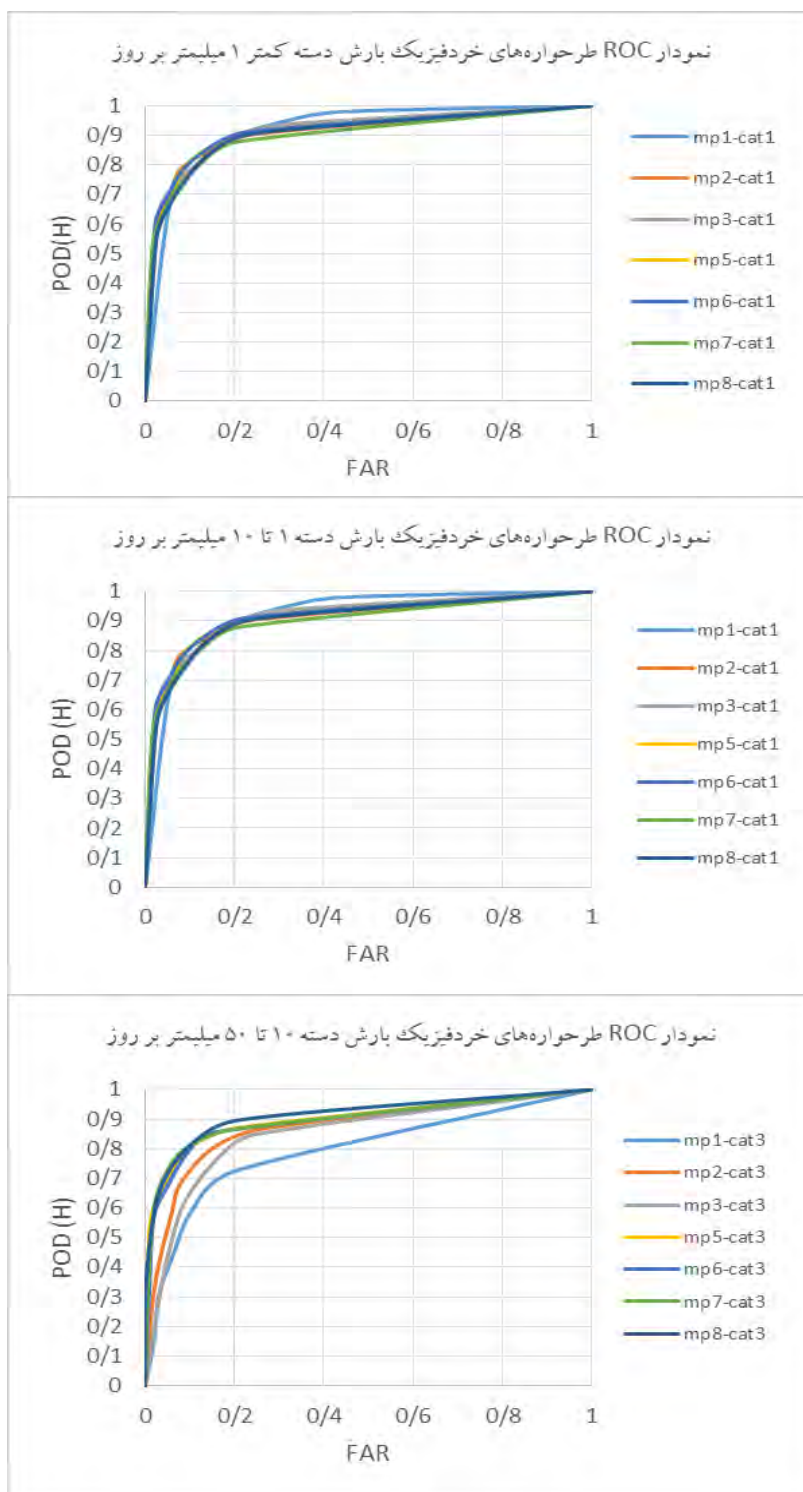 نمودار ROC طرحواره‌های خردفیزیک بارش دسته کمتر ۱ میلیمتر بر روز
1
0/9
0/8
0/7
0/6
0/5
0/4
0/3
0/2
0/1
0
POD(H)
0 0/2 0/4 0/6 0/8 1
FAR
mp1-cat1
mp2-cat1
mp3-cat1
mp5-cat1
mp6-cat1
mp7-cat1
mp8-cat1
نمودار ROC طرحواره‌های خردفیزیک بارش دسته ۱ تا ۱۰ میلیمتر بر روز
1
0/9
0/8
0/7
0/6
0/5
0/4
0/3
0/2
0/1
0
POD (H)
0 0/2 0/4 0/6 0/8 1
FAR
mp1-cat1
mp2-cat1
mp3-cat1
mp5-cat1
mp6-cat1
mp7-cat1
mp8-cat1
نمودار ROC طرحواره‌های خردفیزیک بارش دسته ۱۰ تا ۵۰ میلیمتر بر روز
1
0/9
0/8
0/7
0/6
0/5
0/4
0/3
0/2
0/1
0
POD (H)
0 0/2 0/4 0/6 0/8 1
FAR
mp1-cat3
mp2-cat3
mp3-cat3
mp5-cat3
mp6-cat3
mp7-cat3
mp8-cat3